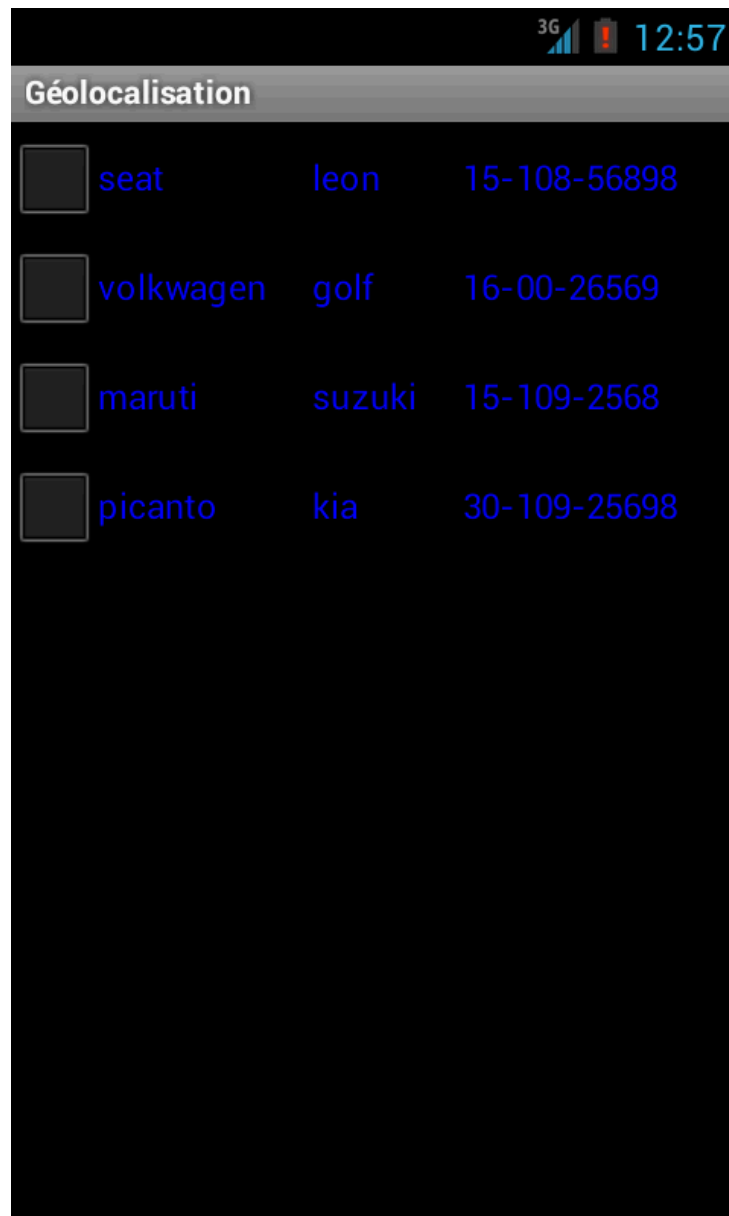 3G 12:57
Géolocalisation
seat leon 15-108-56898
volkwagen golf 16-00-26569
maruti suzuki 15-109-2568
picanto kia 30-109-25698